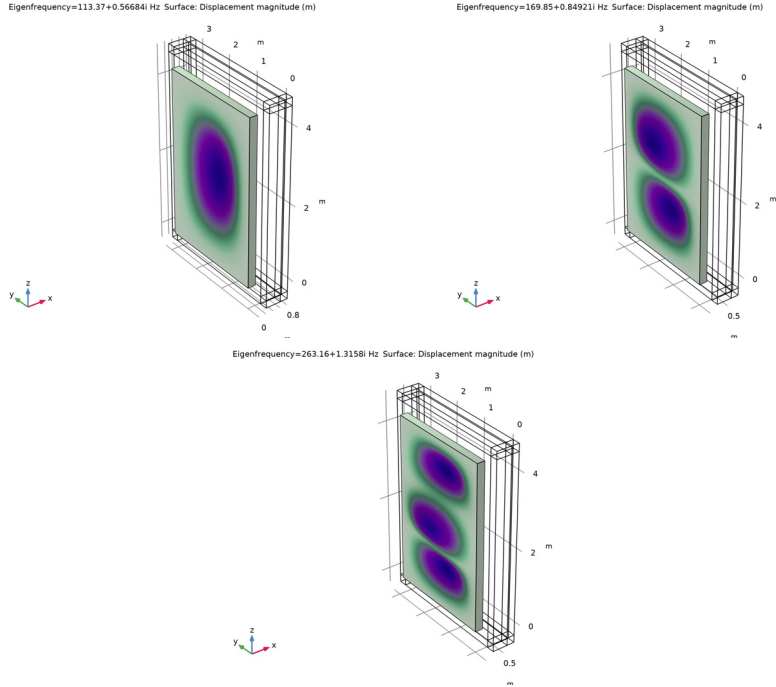 Eigenfrequency=113.37+0.56684i Hz Surface: Displacement magnitude (m)
3
2
m
1
0
4
2
m
0
0.8
0
z
y
x
Eigenfrequency=169.85+0.84921i Hz Surface: Displacement magnitude (m)
3
2
m
1
0
4
2
m
0
0.5
z
y
x
m
Eigenfrequency=263.16+1.3158i Hz Surface: Displacement magnitude (m)
3
2
m
1
0
4
2
m
0
0.5
z
y
x
m